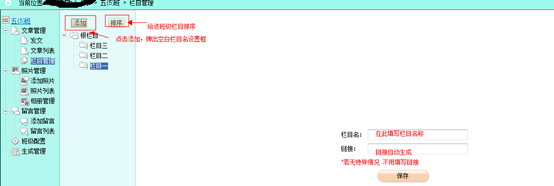 当前位置 > 五(5)班 > 栏目管理
五(5)班
文章管理
发文
文章列表
栏目管理
照片管理
添加照片
照片列表
相册管理
留言管理
添加留言
留言列表
班级配置
生成管理
添加 排序
给该班级栏目排序
点击添加，弹出空白栏目名设置框
根栏目
栏目三
栏目二
栏目一
栏目名： 在此填写栏目名称
链接： 链接自动生成
*若无特殊情况 不用填写链接
保存